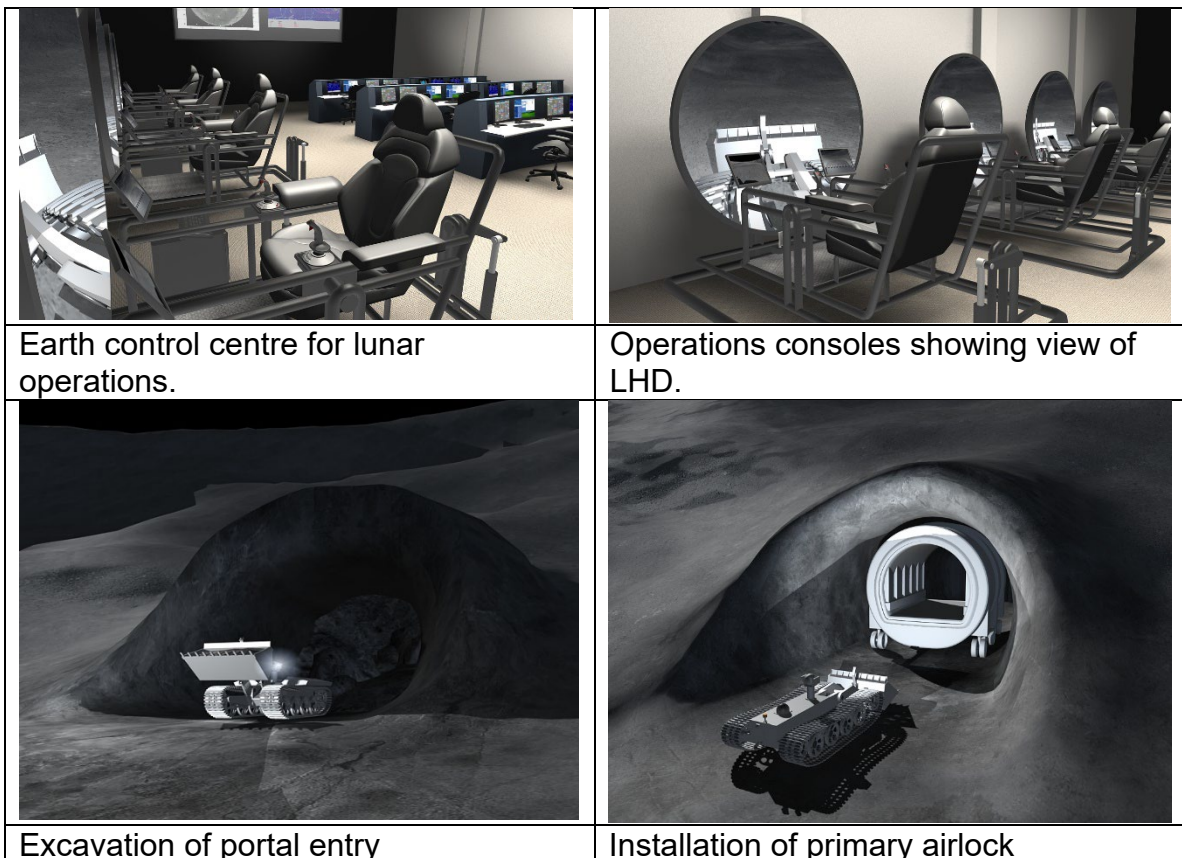 Earth control centre for lunar
operations.
Operations consoles showing view of
LHD.
Excavation of portal entry
Installation of primary airlock